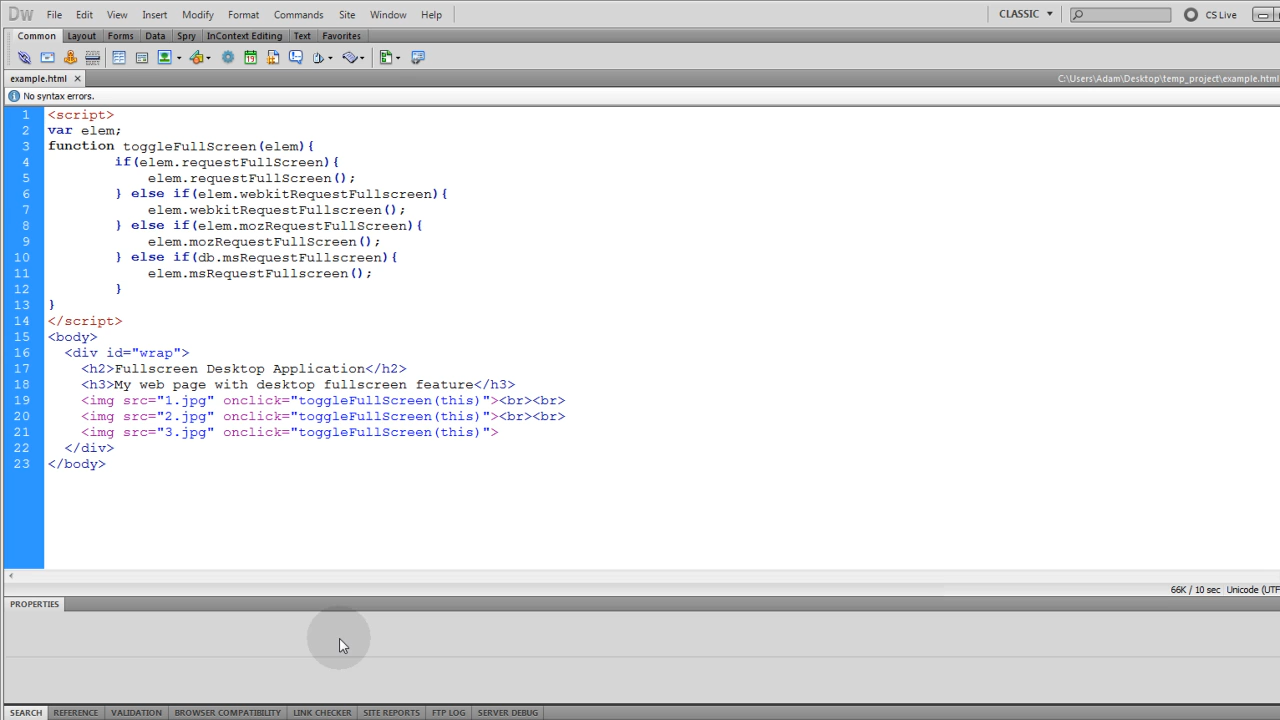 Dw File Edit View Insert Modify Format Commands Site Window Help CLASSIC CS Live
Common Layout Forms Data Spry InContext Editing Text Favorites
example.html C:\Users\Adam\Desktop\temp_project\example.html
No syntax errors.
1 <script>
2 var elem;
3 function toggleFullScreen(elem){
4 if(elem.requestFullScreen){
5 elem.requestFullScreen();
6 } else if(elem.webkitRequestFullscreen){
7 elem.webkitRequestFullscreen();
8 } else if(elem.mozRequestFullScreen){
9 elem.mozRequestFullScreen();
10 } else if(db.msRequestFullscreen){
11 elem.msRequestFullscreen();
12 }
13 }
14 </script>
15 <body>
16 <div id="wrap">
17 <h2>Fullscreen Desktop Application</h2>
18 <h3>My web page with desktop fullscreen feature</h3>
19 <img src="1.jpg" onclick="toggleFullScreen(this)"><br><br>
20 <img src="2.jpg" onclick="toggleFullScreen(this)"><br><br>
21 <img src="3.jpg" onclick="toggleFullScreen(this)">
22 </div>
23 </body>
66K / 10 sec Unicode (UTF
PROPERTIES
SEARCH REFERENCE VALIDATION BROWSER COMPATIBILITY LINK CHECKER SITE REPORTS FTP LOG SERVER DEBUG